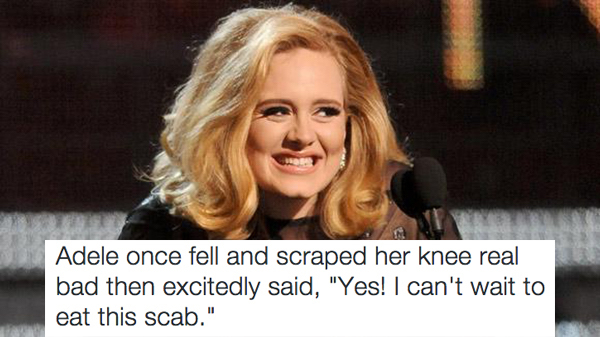 Adele once fell and scraped her knee real
bad then excitedly said, "Yes! I can't wait to
eat this scab."